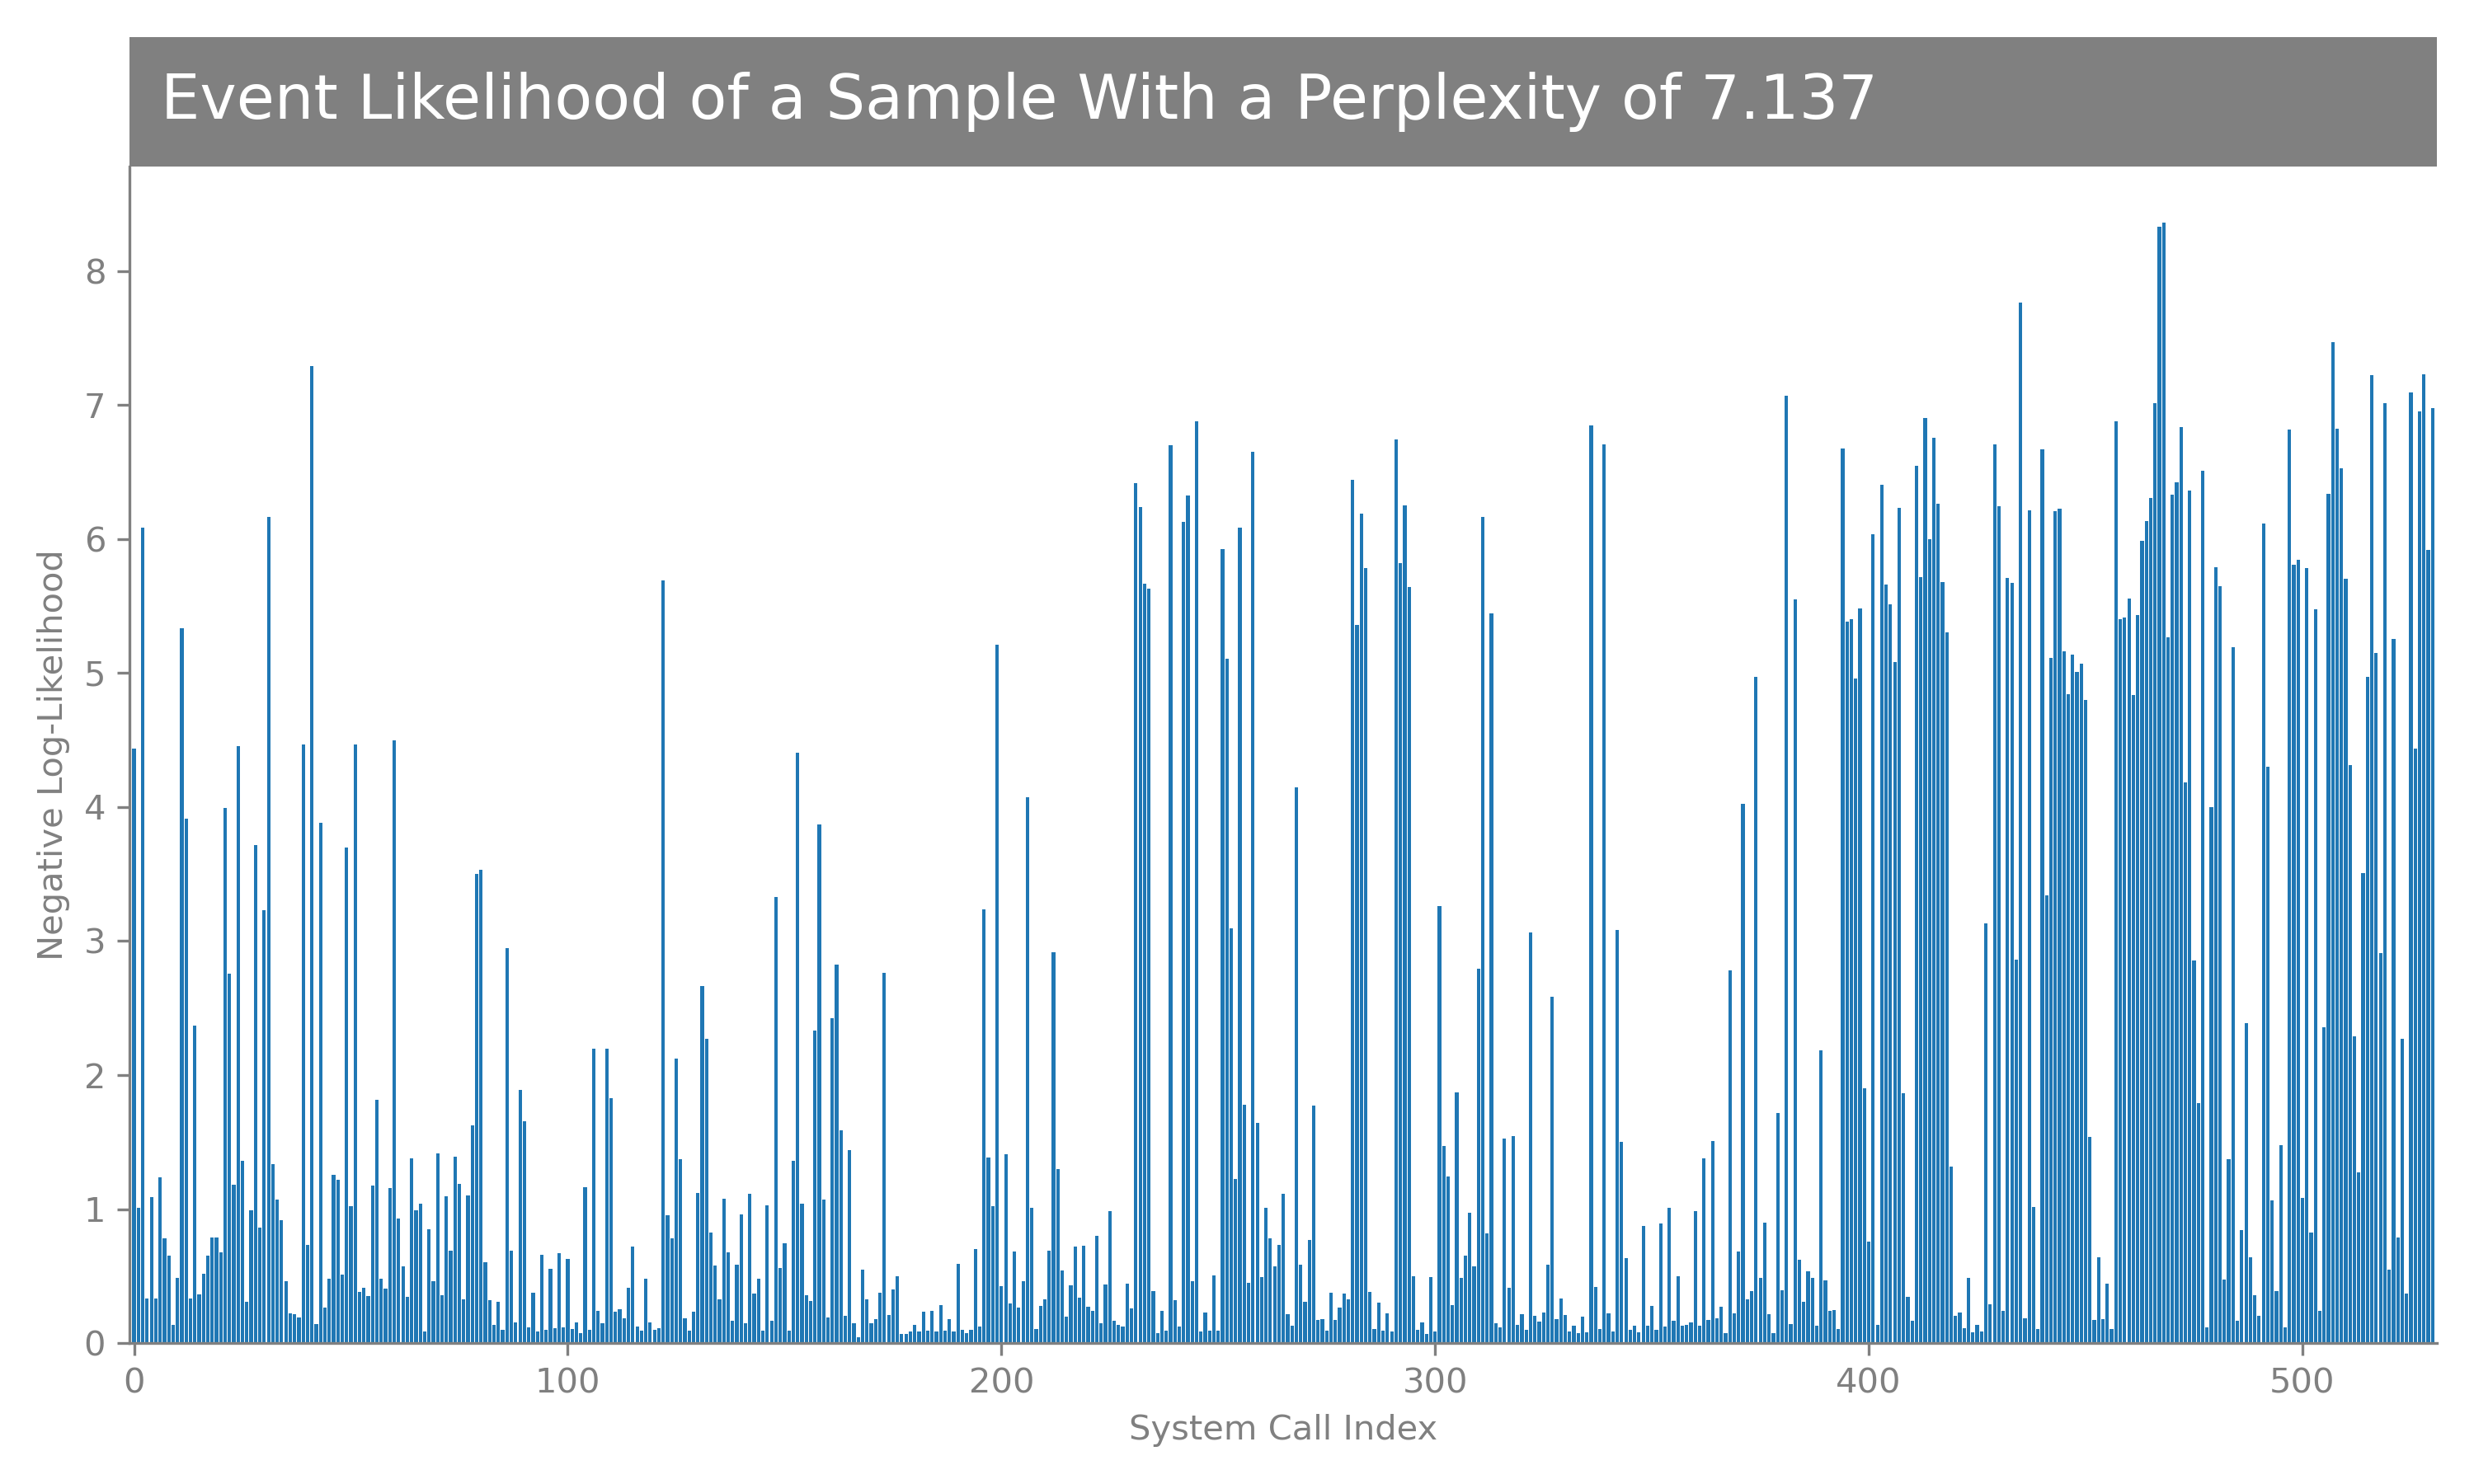 Event Likelihood of a Sample With a Perplexity of 7.137
Negative Log-Likelihood
8
7
6
5
4
3
2
1
0
0 100 200 300 400 500
System Call Index